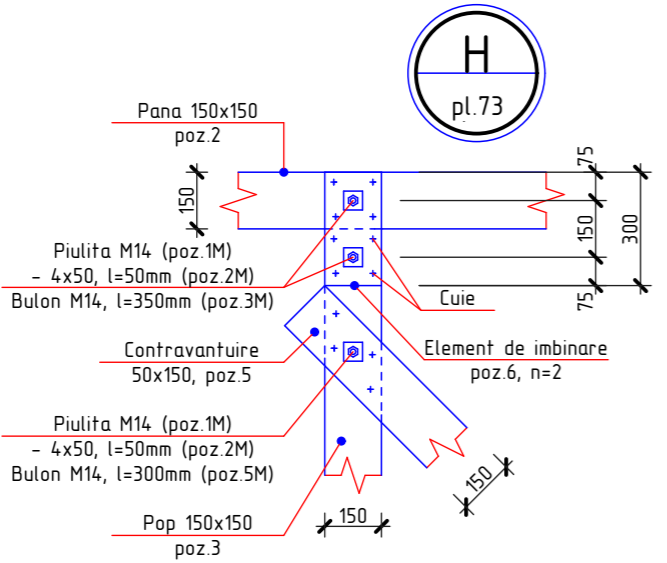 H
pl.73
Pana 150x150
poz.2
75
150
150
300
75
Piulita M14 (poz.1M)
- 4x50, l=50mm (poz.2M)
Bulon M14, l=350mm (poz.3M)
Cuie
Contravantuire
50x150, poz.5
Element de imbinare
poz.6, n=2
Piulita M14 (poz.1M)
- 4x50, l=50mm (poz.2M)
Bulon M14, l=300mm (poz.5M)
150
Pop 150x150
poz.3
150